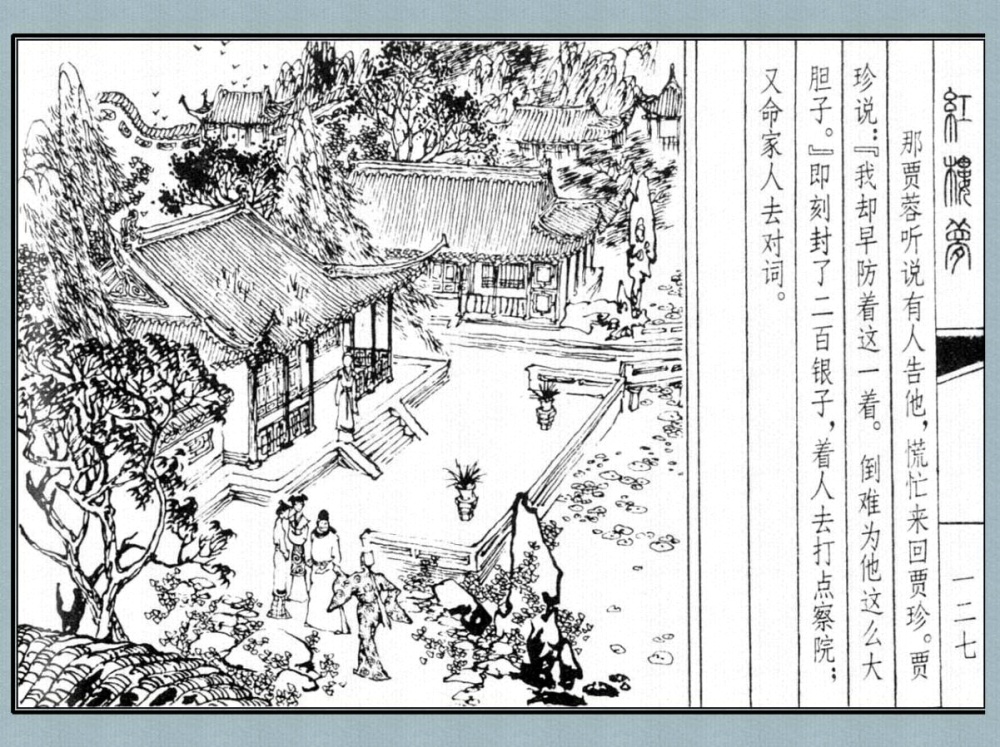 紅樓夢
一二七
那贾蓉听说有人告他，慌忙来回贾珍。贾
珍说：『我却早防着这一着。倒难为他这么大
胆子。』即刻封了二百银子，着人去打点察院；
又命家人去对词。